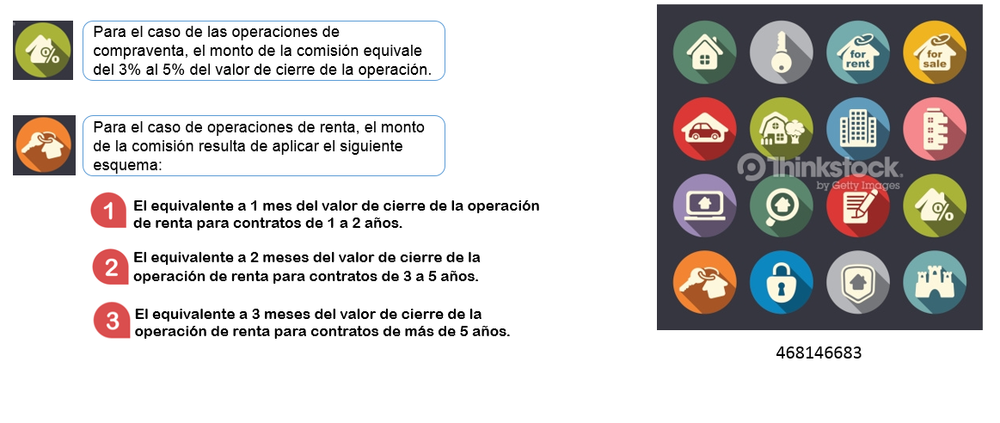 Para el caso de las operaciones de
compraventa, el monto de la comisión equivale
del 3% al 5% del valor de cierre de la operación.
Para el caso de operaciones de renta, el monto
de la comisión resulta de aplicar el siguiente
esquema:
1
El equivalente a 1 mes del valor de cierre de la operación
de renta para contratos de 1 a 2 años.
2
El equivalente a 2 meses del valor de cierre de la
operación de renta para contratos de 3 a 5 años.
3
El equivalente a 3 meses del valor de cierre de la
operación de renta para contratos de más de 5 años.
for
rent
for
sale
Thinkstock
by Getty Images
%
468146683